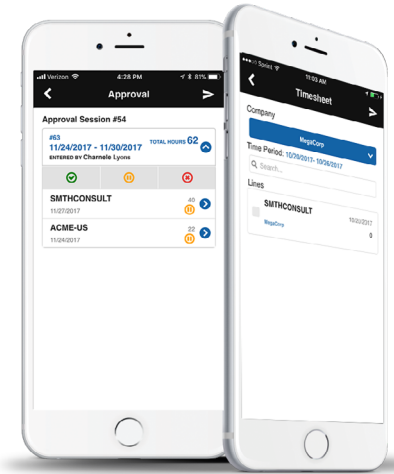 Verizon 4:28 PM 81%
Approval
Approval Session #54
#63
11/24/2017 - 11/30/2017 TOTAL HOURS 62
ENTERED BY Channele Lyons
SMTHCONSULT 40
11/27/2017
ACME-US 22
11/24/2017
Sprint 11:03 AM
Timesheet
Company
MegaCorp
Time Period: 10/20/2017- 10/26/2017
Search...
Lines
SMTHCONSULT 10/20/2017
MegaCorp 0